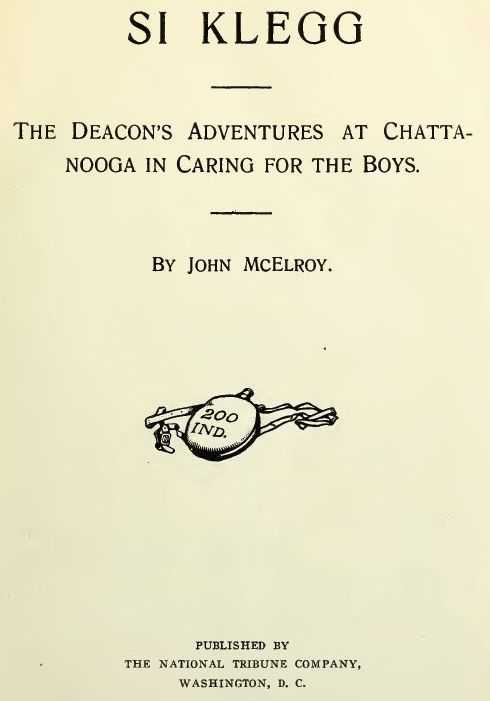 SI KLEGG
THE DEACON'S ADVENTURES AT CHATTA-
NOOGA IN CARING FOR THE BOYS.
BY JOHN MCELROY.
200
IND.
PUBLISHED BY
THE NATIONAL TRIBUNE COMPANY,
WASHINGTON, D. C.